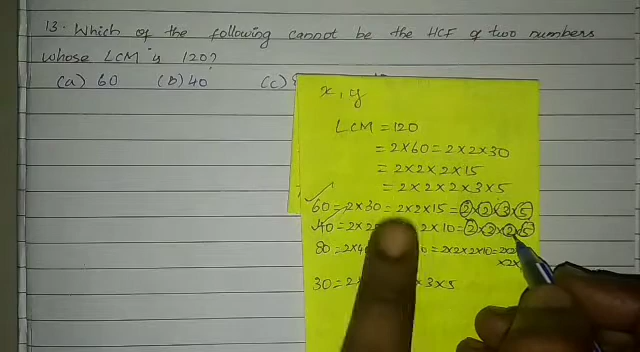 13. Which of the following cannot be the HCF of two numbers
whose LCM is 120?
(a) 60 (b) 40 (c)
x, y
LCM = 120
= 2×60 = 2×2×30
= 2×2×2×15
= 2×2×2×3×5
60 = 2×30 = 2×2×15 = 2×2×3×5
40 = 2×2 2×10 = 2×2×2×5
80 = 2×4 = 2×2×2×10 =
30 = 2× ×3×5